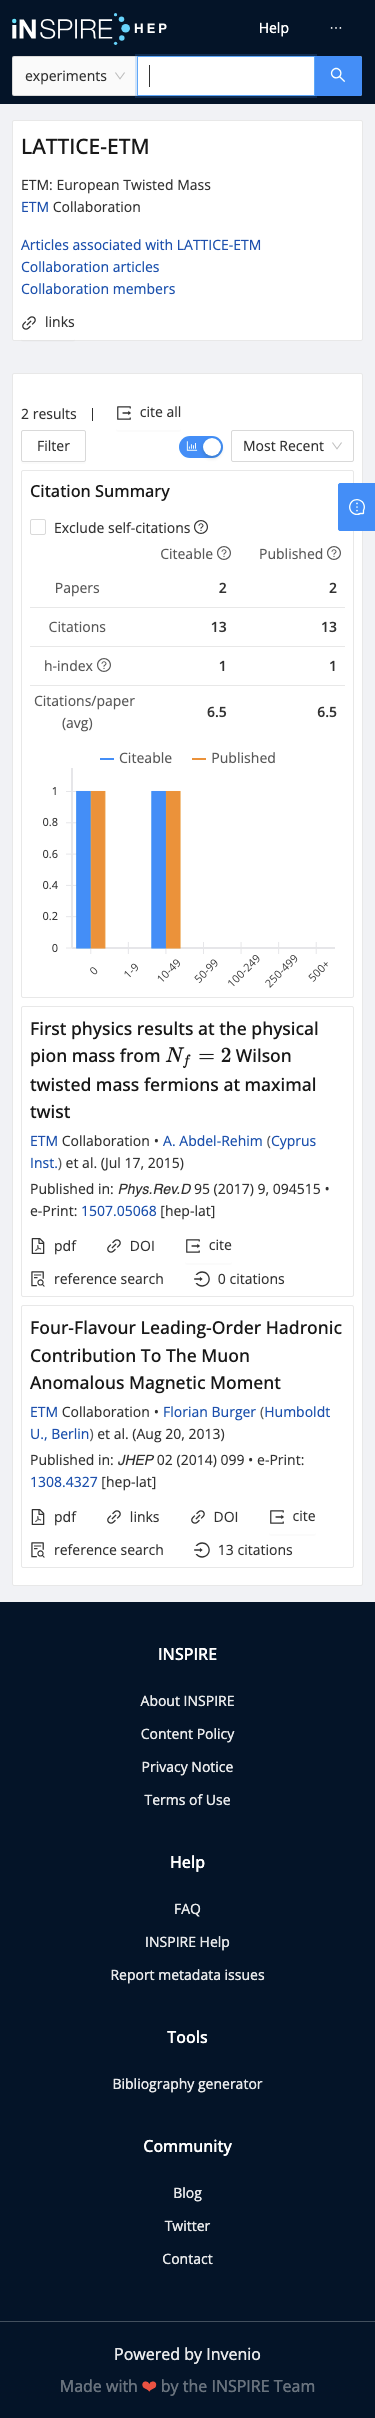 iNSPIRE HEP
Help
···
experiments
LATTICE-ETM
ETM: European Twisted Mass
ETM Collaboration
Articles associated with LATTICE-ETM
Collaboration articles
Collaboration members
links
2 results | cite all
Filter
Most Recent
Citation Summary
Exclude self-citations
Citeable Published
Papers 2 2
Citations 13 13
h-index 1 1
Citations/paper
(avg) 6.5 6.5
Citeable Published
1
0.8
0.6
0.4
0.2
0
0 1-9 10-49 50-99 100-249 250-499 500+
First physics results at the physical
pion mass from N_f = 2 Wilson
twisted mass fermions at maximal
twist
ETM Collaboration • A. Abdel-Rehim (Cyprus
Inst.) et al. (Jul 17, 2015)
Published in: Phys.Rev.D 95 (2017) 9, 094515 •
e-Print: 1507.05068 [hep-lat]
pdf DOI cite
reference search 0 citations
Four-Flavour Leading-Order Hadronic
Contribution To The Muon
Anomalous Magnetic Moment
ETM Collaboration • Florian Burger (Humboldt
U., Berlin) et al. (Aug 20, 2013)
Published in: JHEP 02 (2014) 099 • e-Print:
1308.4327 [hep-lat]
pdf links DOI cite
reference search 13 citations
INSPIRE
About INSPIRE
Content Policy
Privacy Notice
Terms of Use
Help
FAQ
INSPIRE Help
Report metadata issues
Tools
Bibliography generator
Community
Blog
Twitter
Contact
Powered by Invenio
Made with ❤ by the INSPIRE Team